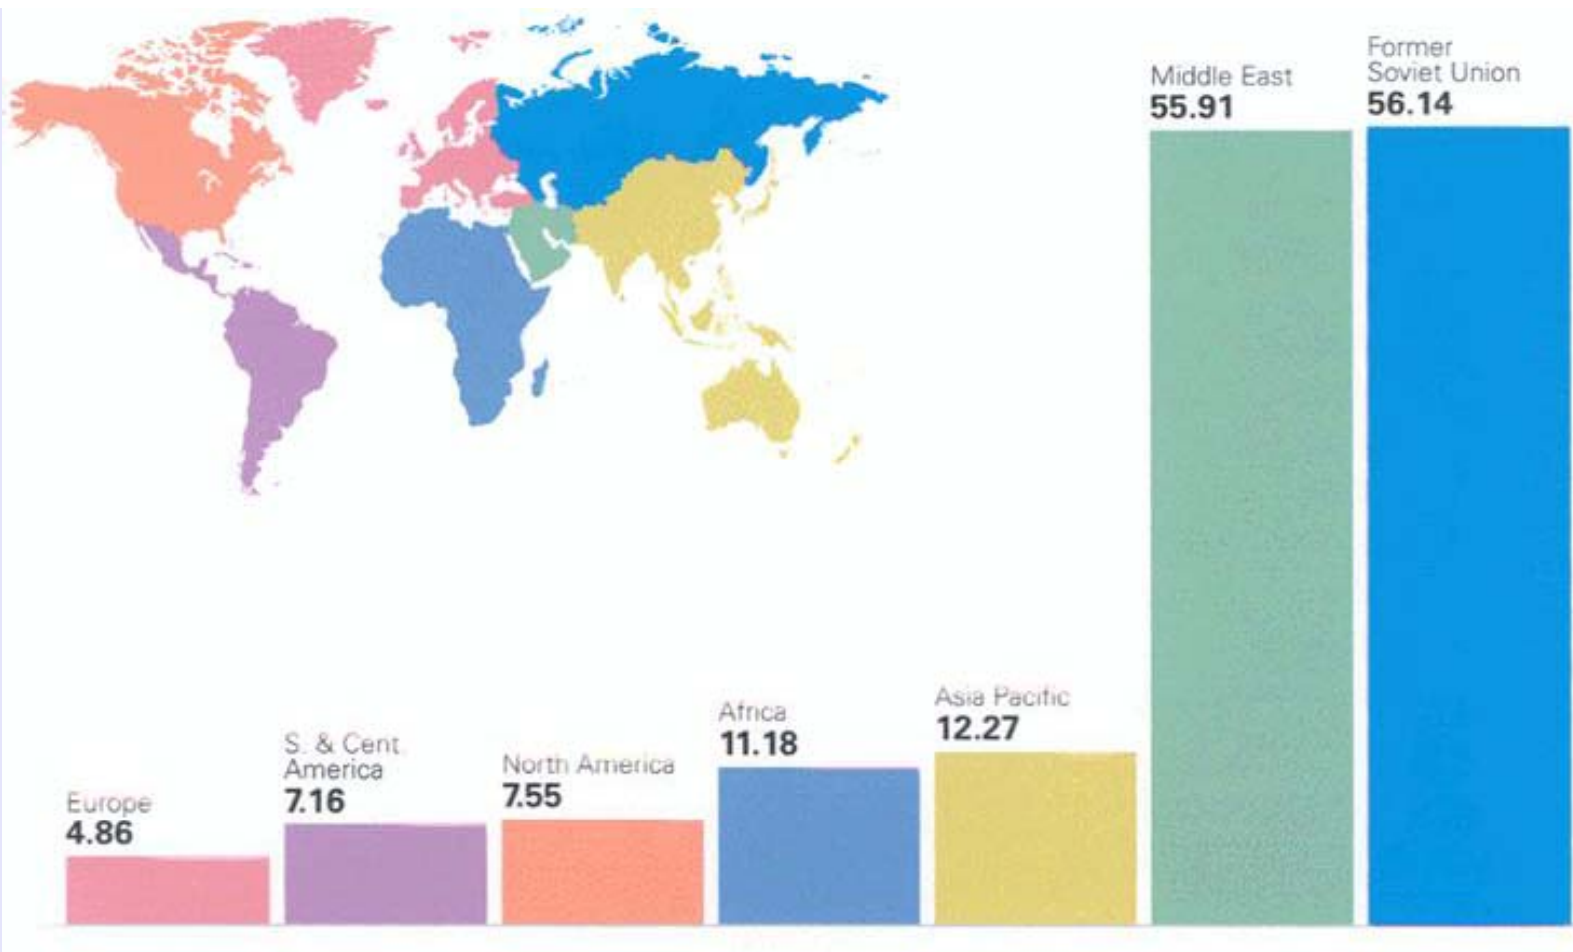 Europe
4.86
S. & Cent.
America
7.16
North America
7.55
Africa
11.18
Asia Pacific
12.27
Middle East
55.91
Former
Soviet Union
56.14